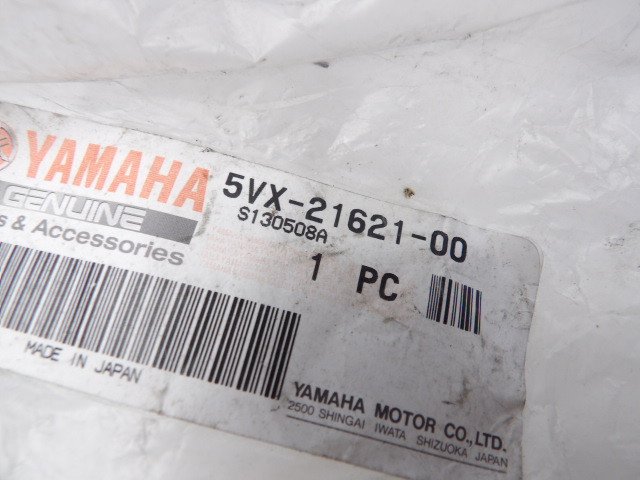 YAMAHA
GENUINE
s & Accessories
5VX-21621-00
S130508A
1 PC
MADE IN JAPAN
YAMAHA MOTOR CO.,LTD.
2500 SHINGAI IWATA SHIZUOKA JAPAN